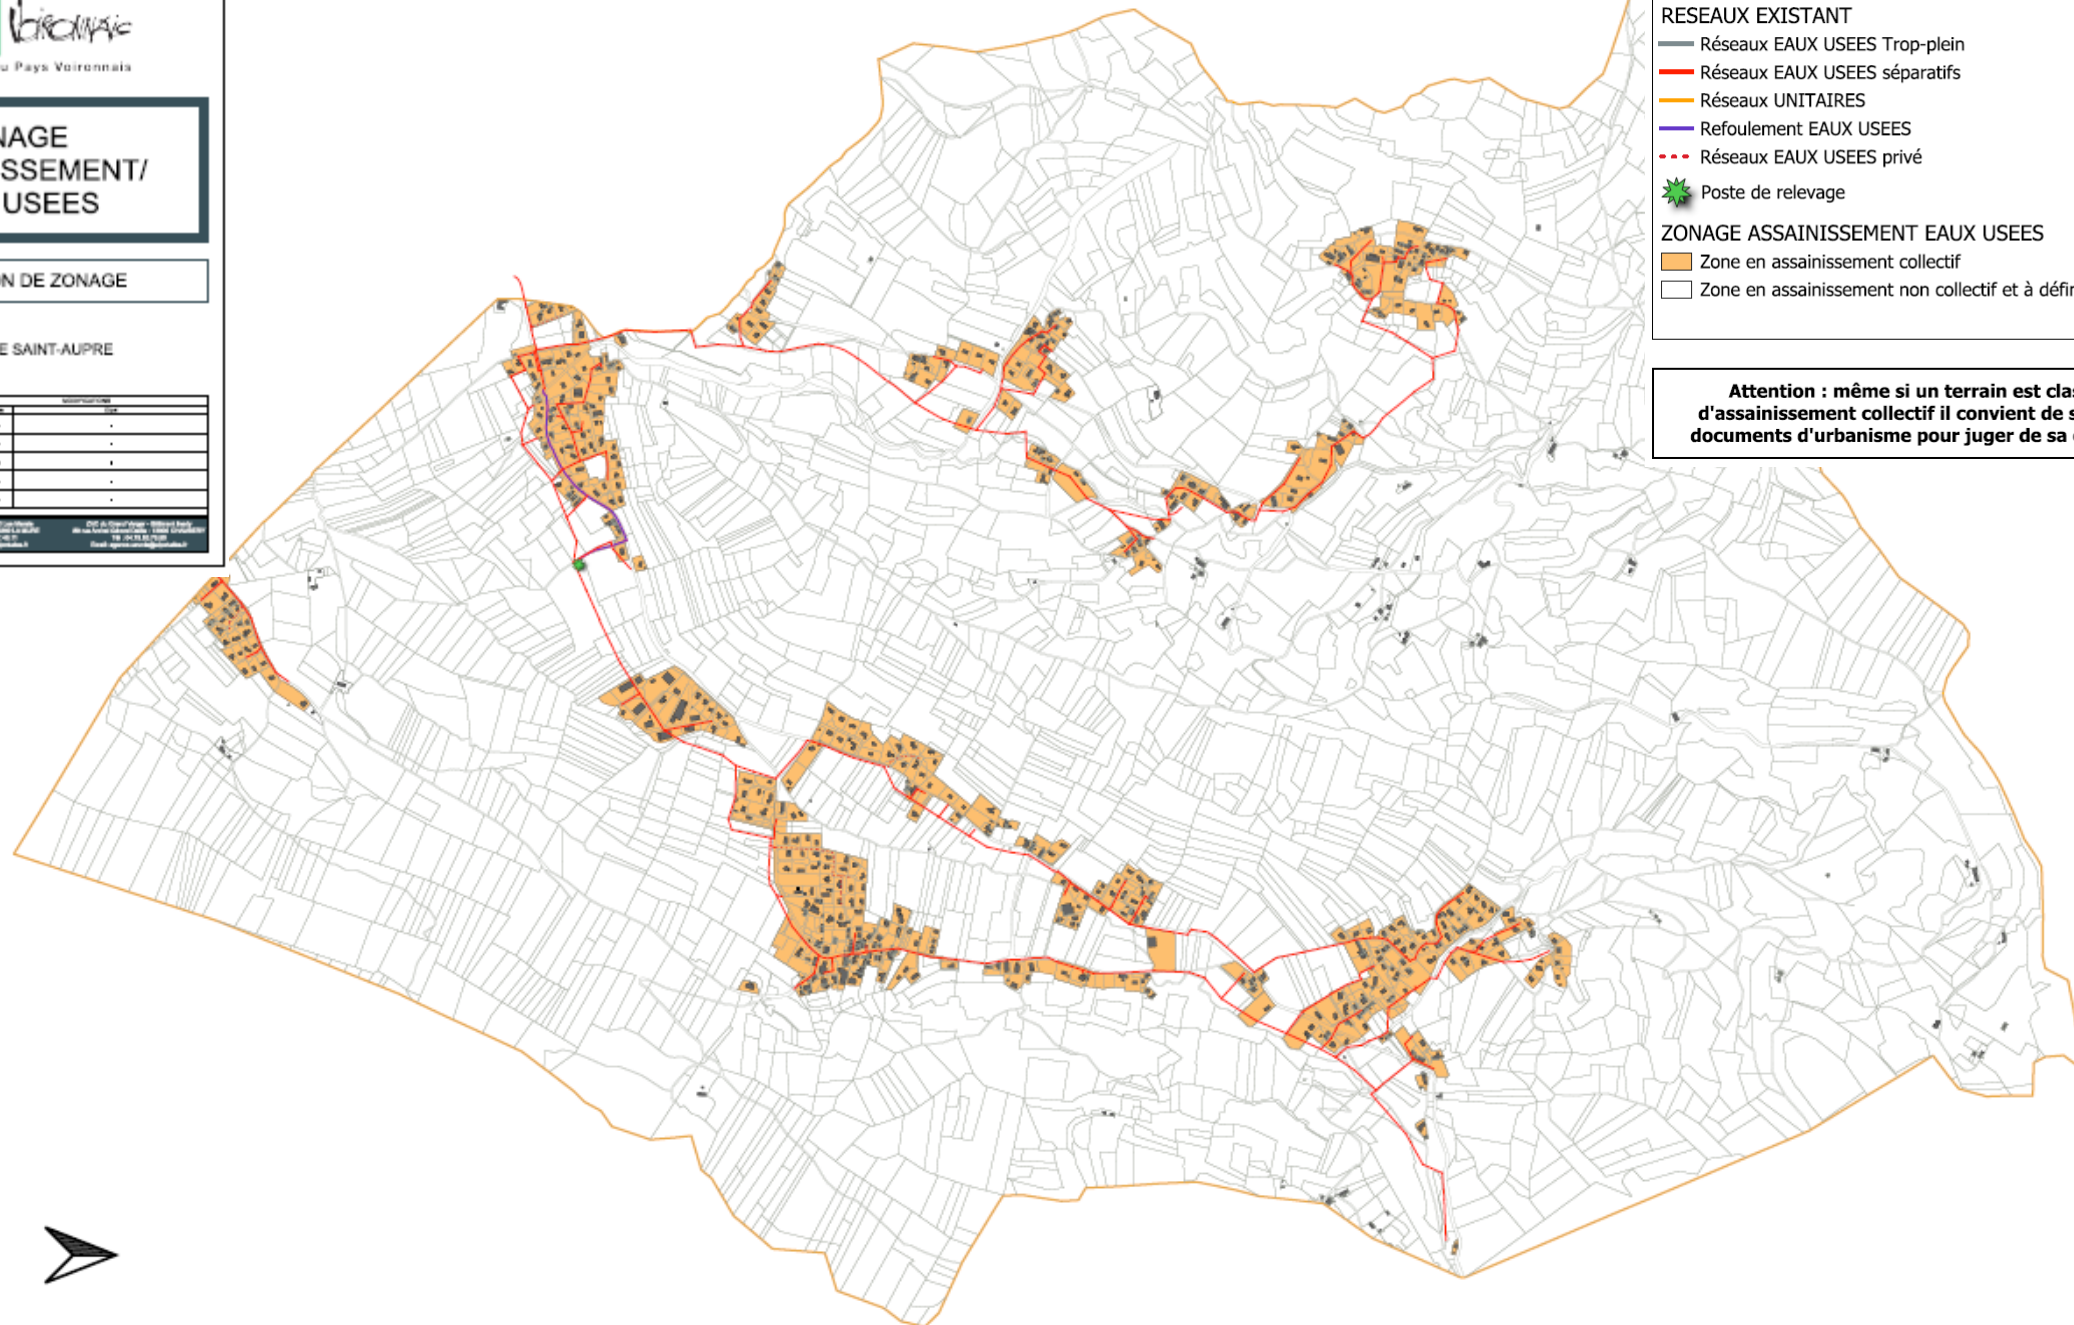 Voironnais
u Pays Voironnais
NAGE
SSEMENT/
USEES
N DE ZONAGE
E SAINT-AUPRE
MODIFICATIONS
RESEAUX EXISTANT
Réseaux EAUX USEES Trop-plein
Réseaux EAUX USEES séparatifs
Réseaux UNITAIRES
Refoulement EAUX USEES
Réseaux EAUX USEES privé
Poste de relevage
ZONAGE ASSAINISSEMENT EAUX USEES
Zone en assainissement collectif
Zone en assainissement non collectif et à défin
Attention : même si un terrain est clas
d'assainissement collectif il convient de s
documents d'urbanisme pour juger de sa